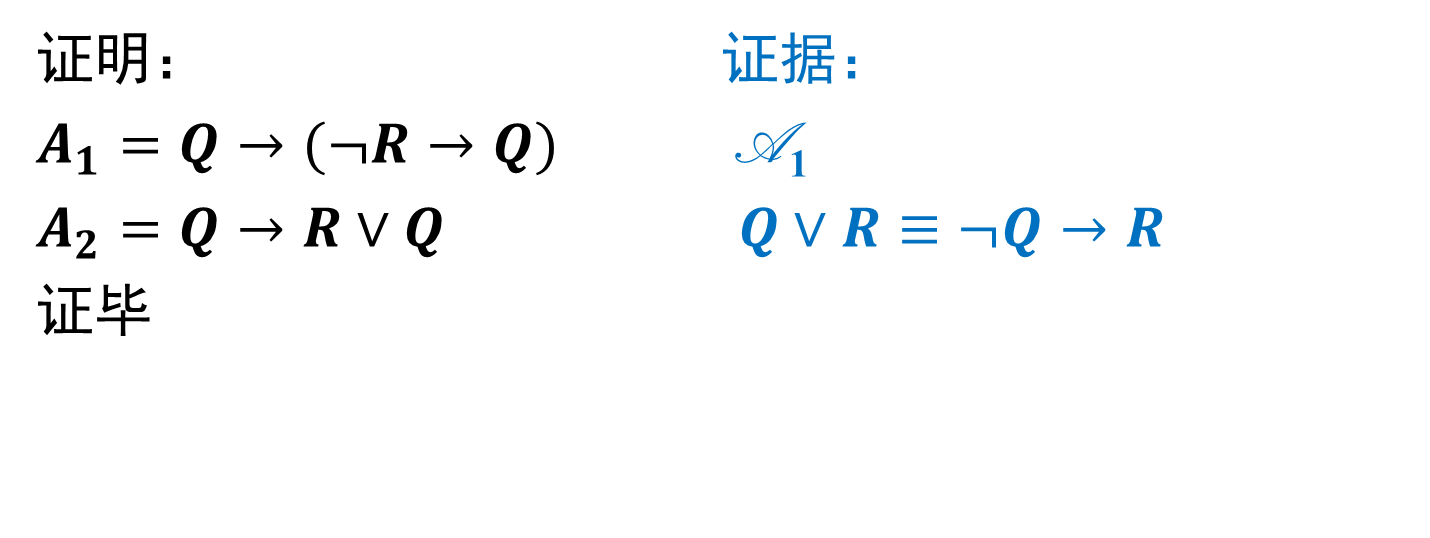 证明： 证据：
A₁ = Q → (¬R → Q) 𝒜₁
A₂ = Q → R ∨ Q Q ∨ R ≡ ¬Q → R
证毕